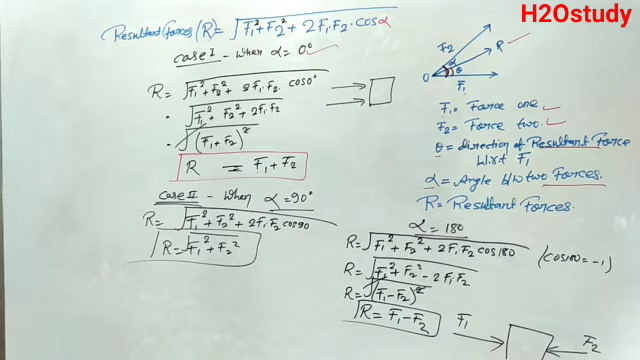 H2Ostudy
Resultant Forces (R) = √F₁²+F₂²+2F₁·F₂·cosα
Case I - When α = 0°
R = √F₁²+F₂²+2F₁F₂ cos0°
• √F₁²+F₂²+2F₁F₂
• √(F₁+F₂)²
R = F₁+F₂
Case II - When α = 90°
R = √F₁²+F₂²+2F₁F₂ cos90
R = √F₁²+F₂²
F₂
R
α
θ
O
F₁
F₁ = Force one
F₂ = Force two
θ = direction of Resultant Force
w.r.t F₁
α = Angle b/w two Forces.
R = Resultant Forces.
α = 180
R = √F₁²+F₂²+2F₁F₂ cos180 (cos180 = -1)
R = √F₁²+F₂²-2F₁F₂
R = √(F₁-F₂)²
R = F₁-F₂
F₁
F₂